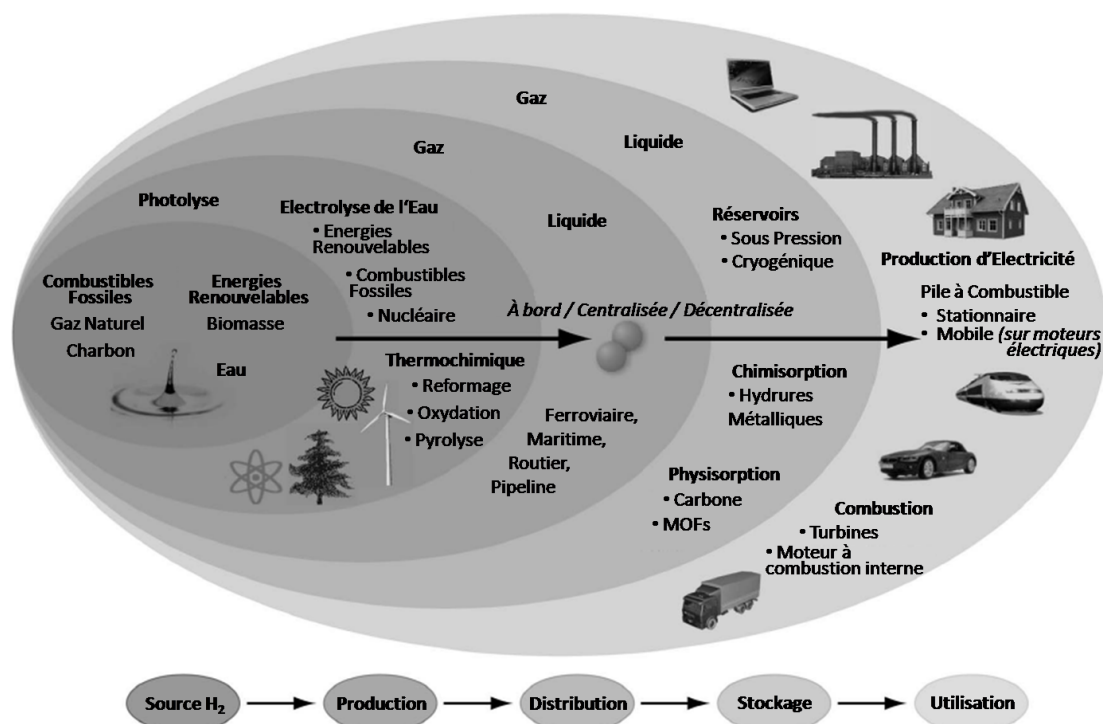 Gaz
Liquide
Gaz
Liquide
Photolyse
Electrolyse de l'Eau
• Energies
Renouvelables
• Combustibles
Fossiles
• Nucléaire
Combustibles
Fossiles
Gaz Naturel
Charbon
Energies
Renouvelables
Biomasse
Eau
À bord / Centralisée / Décentralisée
Thermochimique
• Reformage
• Oxydation
• Pyrolyse
Ferroviaire,
Maritime,
Routier,
Pipeline
Réservoirs
• Sous Pression
• Cryogénique
Chimisorption
• Hydrures
Métalliques
Physisorption
• Carbone
• MOFs
Production d'Electricité
Pile à Combustible
• Stationnaire
• Mobile (sur moteurs
électriques)
Combustion
• Turbines
• Moteur à
combustion interne
Source H₂
Production
Distribution
Stockage
Utilisation